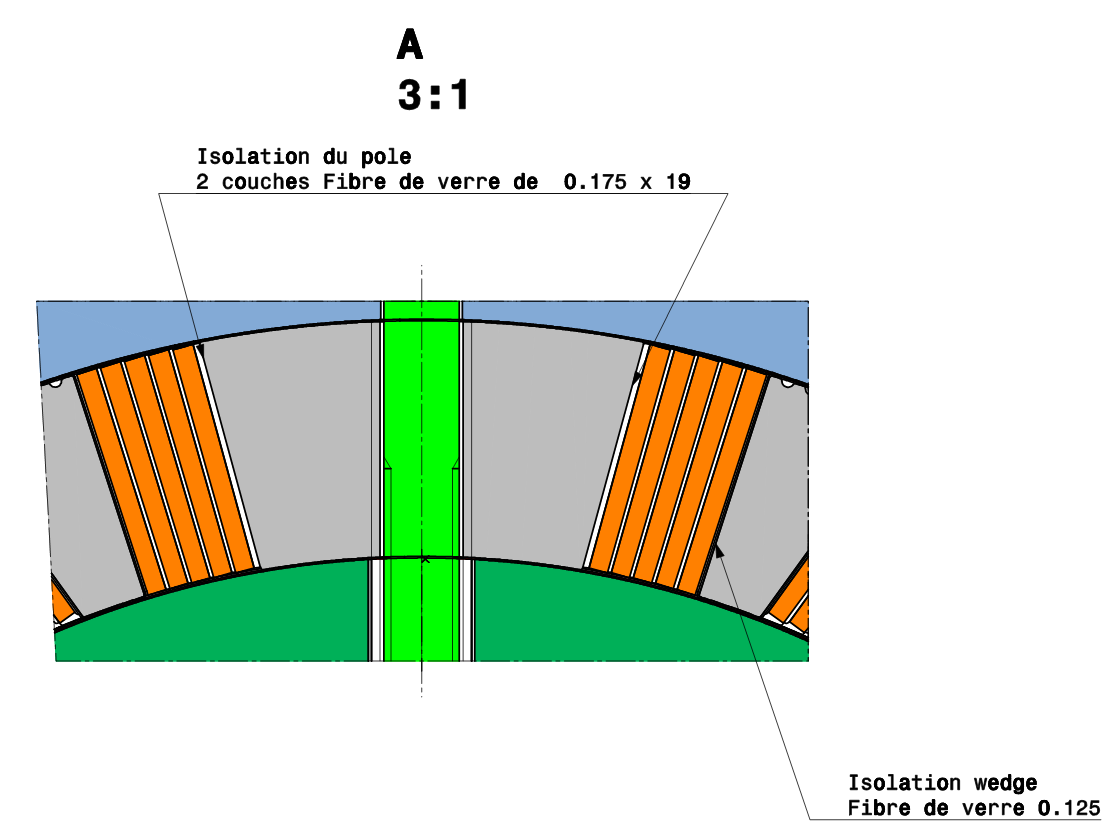 A
3:1
Isolation du pole
2 couches Fibre de verre de  0.175 x 19
Isolation wedge
Fibre de verre 0.125